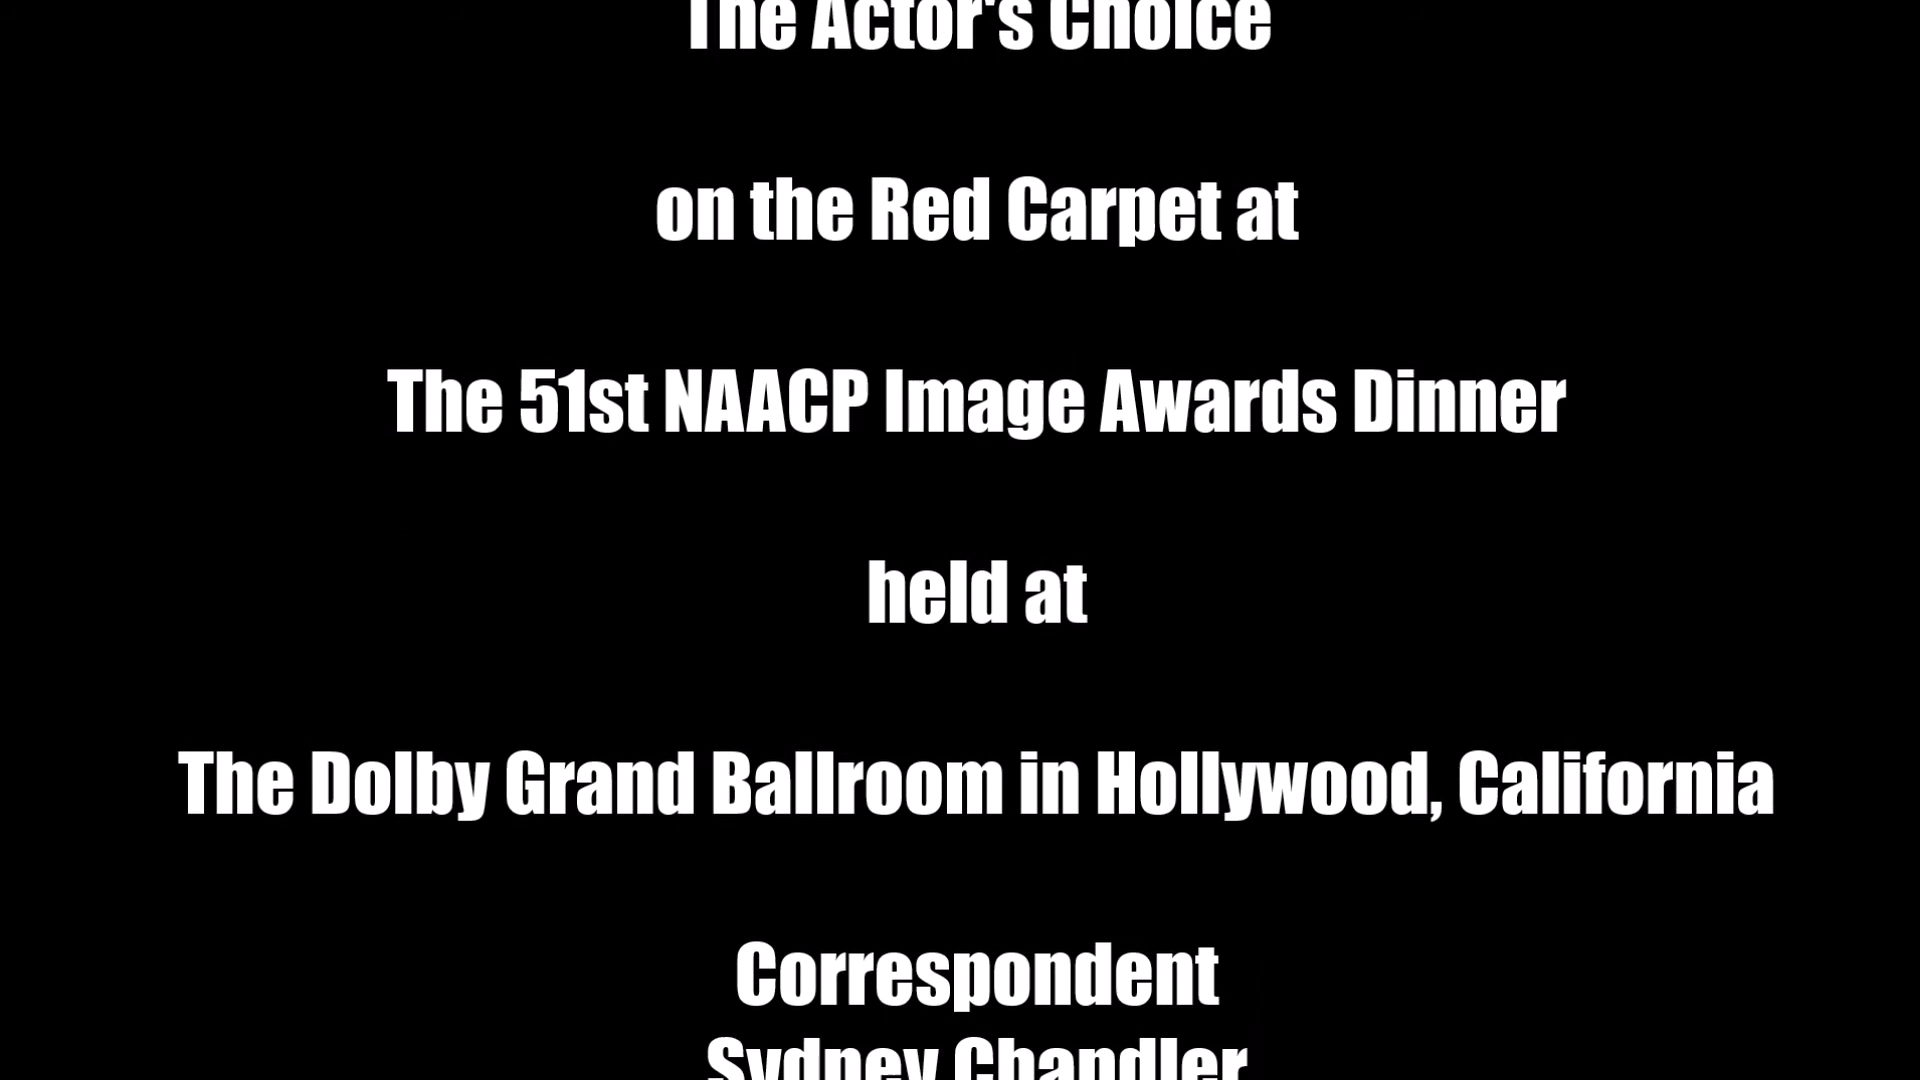 The Actor's Choice
on the Red Carpet at
The 51st NAACP Image Awards Dinner
held at
The Dolby Grand Ballroom in Hollywood, California
Correspondent
Sydney Chandler